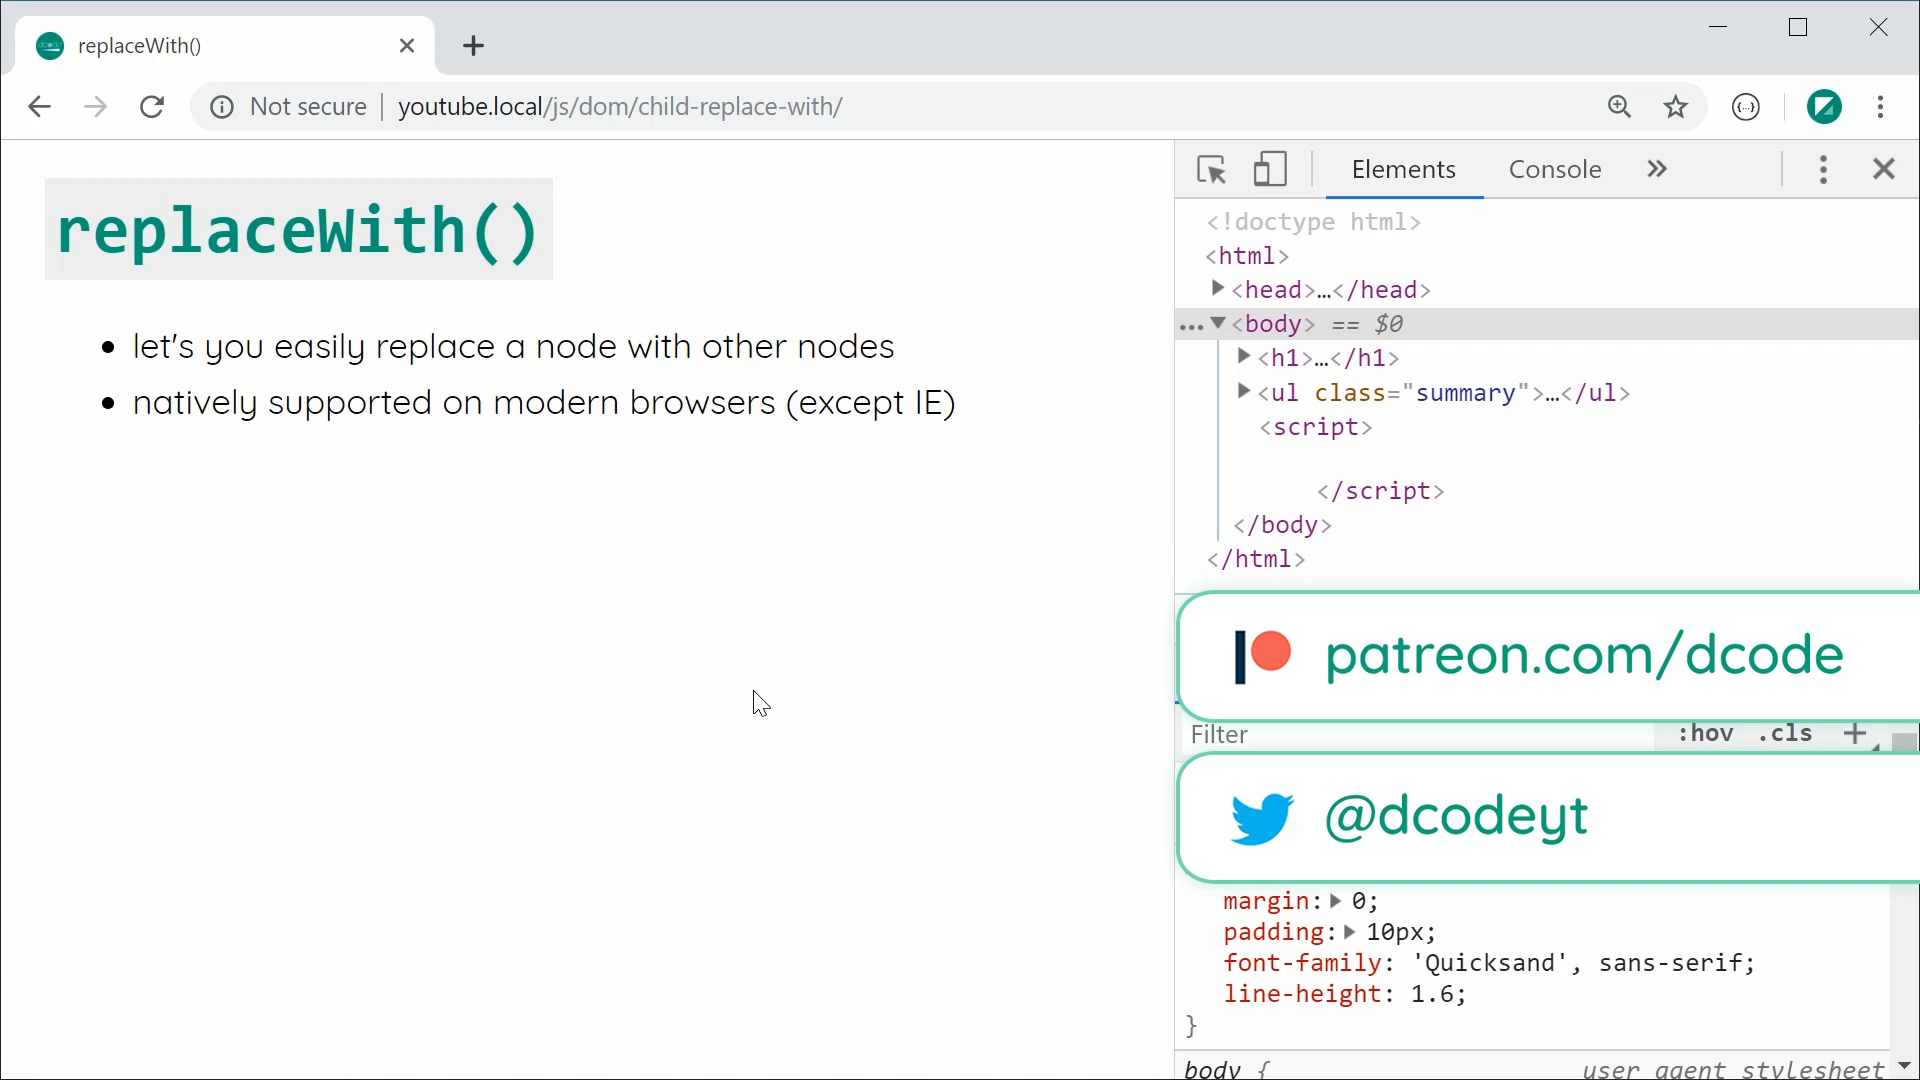 replaceWith()
Not secure | youtube.local/js/dom/child-replace-with/
replaceWith()
let's you easily replace a node with other nodes
natively supported on modern browsers (except IE)
Elements Console
<!doctype html>
<html>
<head>…</head>
<body> == $0
<h1>…</h1>
<ul class="summary">…</ul>
<script>
</script>
</body>
</html>
patreon.com/dcode
Filter :hov .cls
@dcodeyt
margin: 0;
padding: 10px;
font-family: 'Quicksand', sans-serif;
line-height: 1.6;
}
body { user agent stylesheet